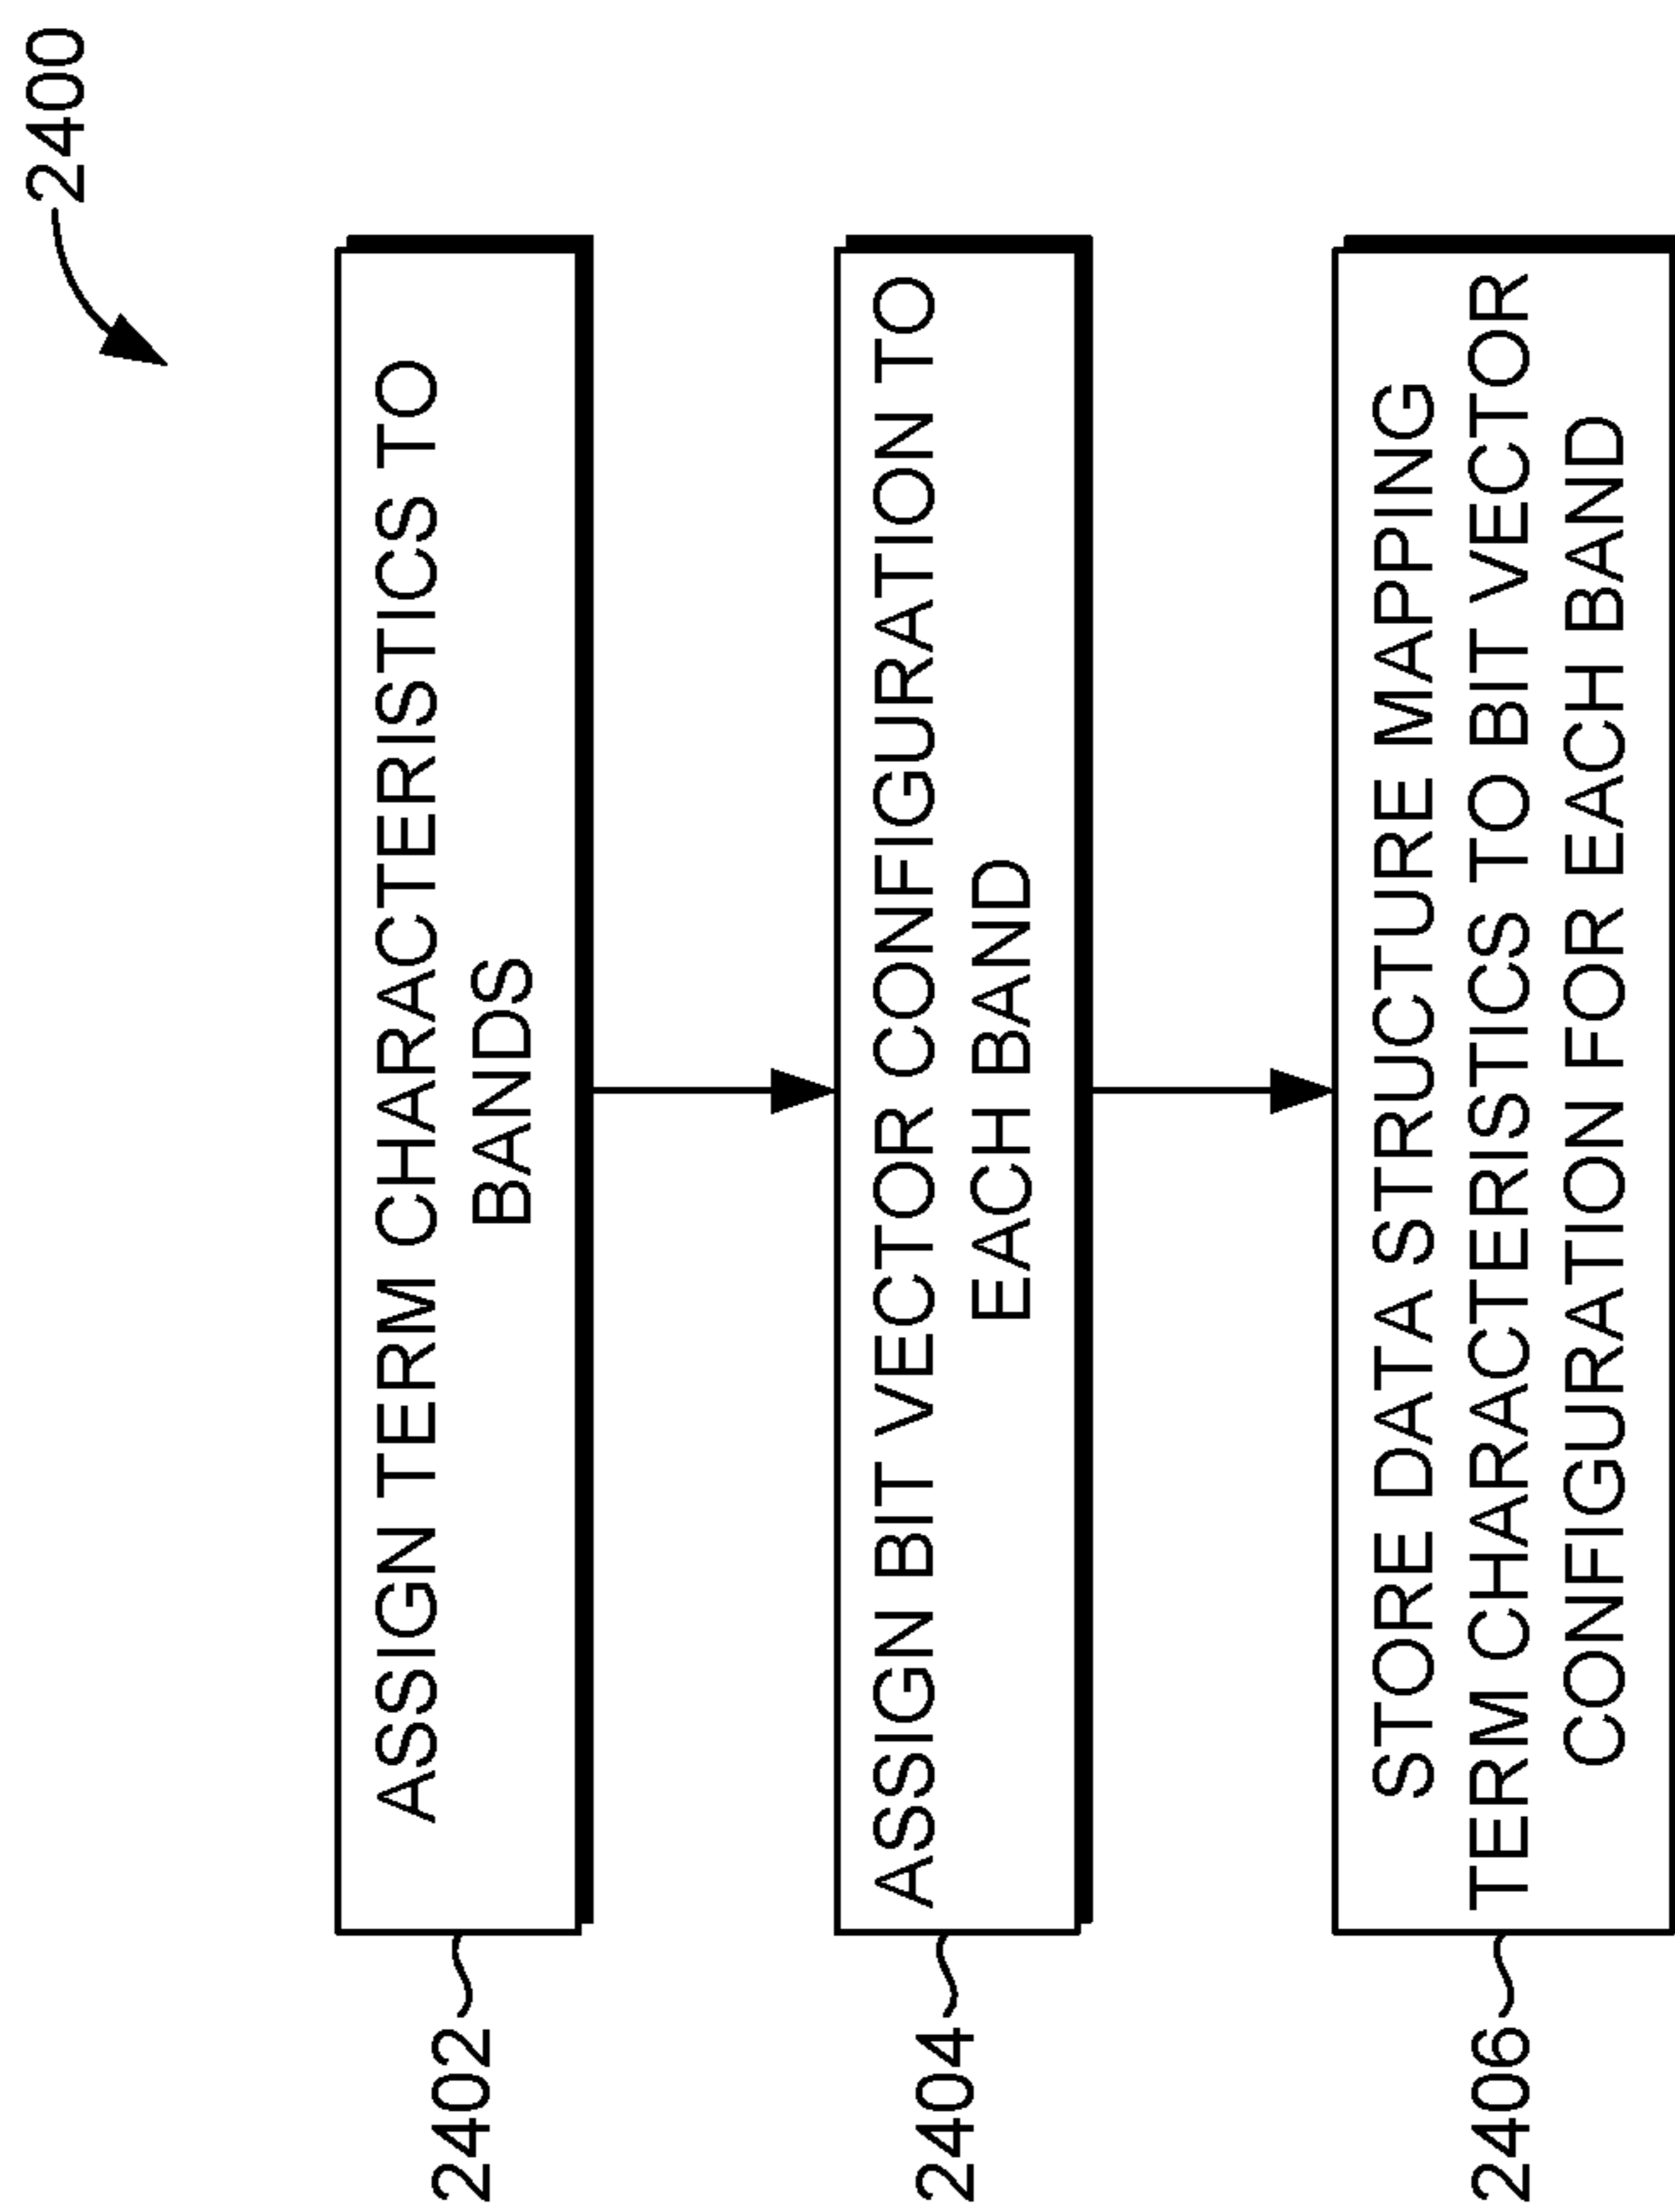 2400
2402
ASSIGN TERM CHARACTERISTICS TO
BANDS
2404
ASSIGN BIT VECTOR CONFIGURATION TO
EACH BAND
2406
STORE DATA STRUCTURE MAPPING
TERM CHARACTERISTICS TO BIT VECTOR
CONFIGURATION FOR EACH BAND